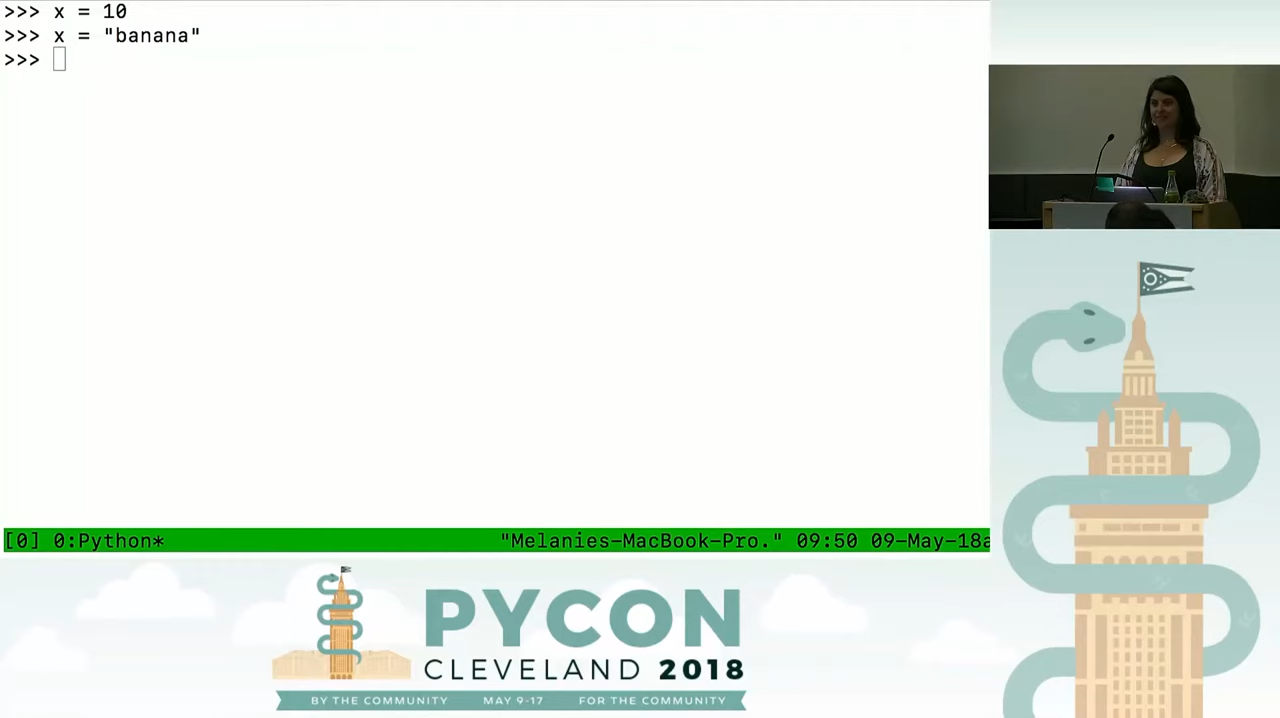 >>> x = 10
>>> x = "banana"
>>>
[0] 0:Python* "Melanies-MacBook-Pro." 09:50 09-May-18
PYCON
CLEVELAND 2018
BY THE COMMUNITY MAY 9-17 FOR THE COMMUNITY